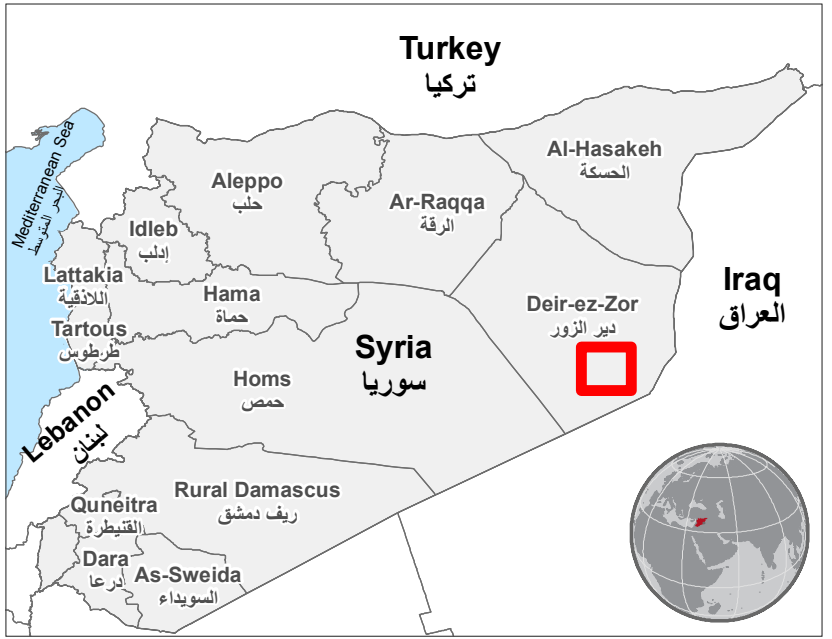 Turkey
تركيا
Mediterranean Sea
البحر المتوسط
Al-Hasakeh
الحسكة
Aleppo
حلب
Ar-Raqqa
الرقة
Idleb
إدلب
Lattakia
اللاذقية
Hama
حماة
Iraq
العراق
Deir-ez-Zor
دير الزور
Tartous
طرطوس
Syria
سوريا
Homs
حمص
Lebanon
لبنان
Rural Damascus
ريف دمشق
Quneitra
القنيطرة
Dara
درعا
As-Sweida
السويداء